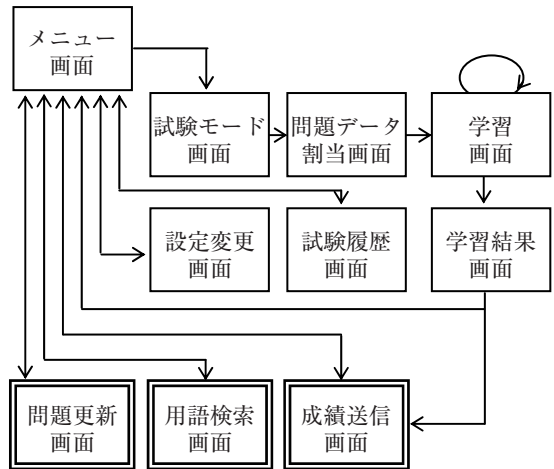 メニュー
画面
試験モード
画面
問題データ
割当画面
学習
画面
設定変更
画面
試験履歴
画面
学習結果
画面
問題更新
画面
用語検索
画面
成績送信
画面